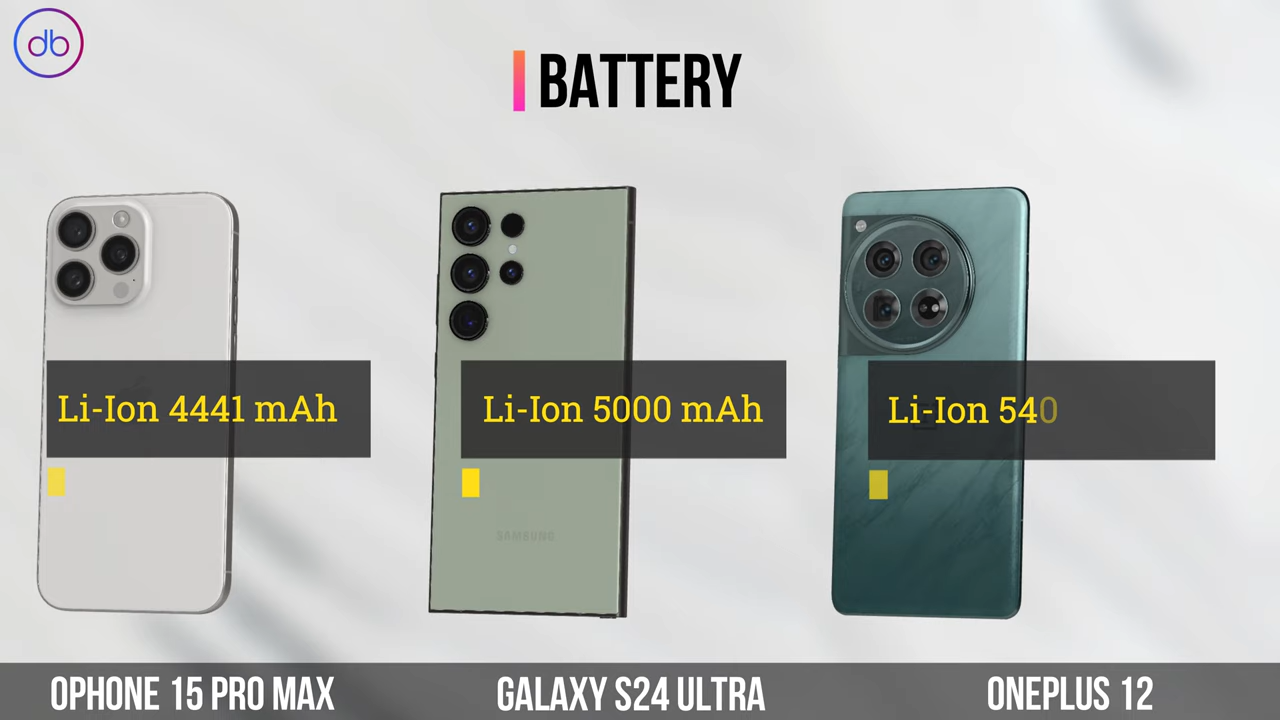 db
BATTERY
Li-Ion 4441 mAh
Li-Ion 5000 mAh
Li-Ion 540
SAMSUNG
OPHONE 15 PRO MAX
GALAXY S24 ULTRA
ONEPLUS 12